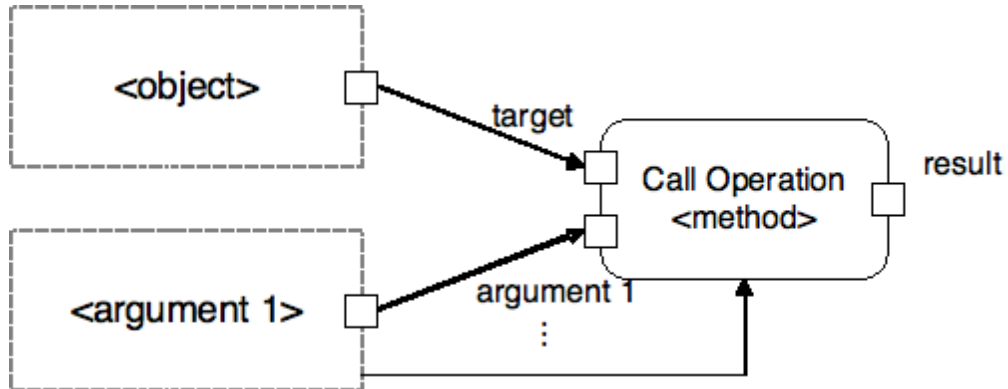 <object>
target
Call Operation
<method>
result
<argument 1>
argument 1
⋮